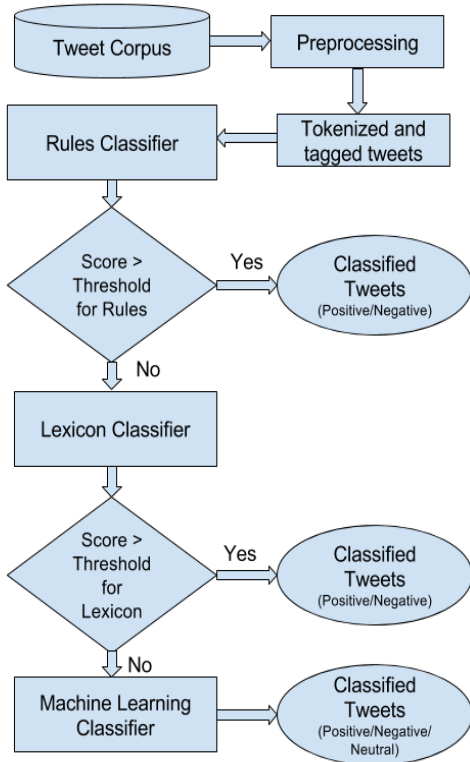 Tweet Corpus
Preprocessing
Tokenized and
tagged tweets
Rules Classifier
Score >
Threshold
for Rules
Yes
Classified
Tweets
(Positive/Negative)
No
Lexicon Classifier
Score >
Threshold
for
Lexicon
Yes
Classified
Tweets
(Positive/Negative)
No
Machine Learning
Classifier
Classified
Tweets
(Positive/Negative/
Neutral)